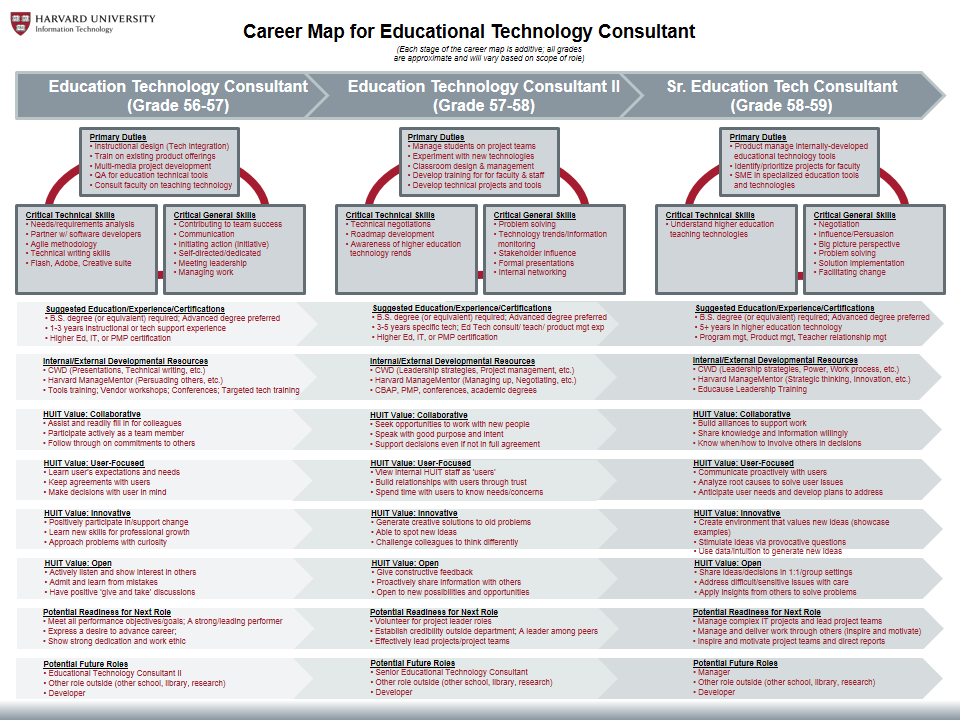 HARVARD UNIVERSITY
Information Technology
Career Map for Educational Technology Consultant
(Each stage of the career map is additive; all grades
are approximate and will vary based on scope of role)
Education Technology Consultant
(Grade 56-57)
Education Technology Consultant II
(Grade 57-58)
Sr. Education Tech Consultant
(Grade 58-59)
Primary Duties
• Instructional design (Tech integration)
• Train on existing product offerings
• Multi-media project development
• QA for education technical tools
• Consult faculty on teaching technology
Primary Duties
• Manage students on project teams
• Experiment with new technologies
• Classroom design & management
• Develop training for for faculty & staff
• Develop technical projects and tools
Primary Duties
• Product manage internally-developed
educational technology tools
• Identify/prioritize projects for faculty
• SME in specialized education tools
and technologies
Critical Technical Skills
• Needs/requirements analysis
• Partner w/ software developers
• Agile methodology
• Technical writing skills
• Flash, Adobe, Creative suite
Critical General Skills
• Contributing to team success
• Communication
• Initiating action (initiative)
• Self-directed/dedicated
• Meeting leadership
• Managing work
Critical Technical Skills
• Technical negotiations
• Roadmap development
• Awareness of higher education
technology rends
Critical General Skills
• Problem solving
• Technology trends/information
monitoring
• Stakeholder influence
• Formal presentations
• Internal networking
Critical Technical Skills
• Understand higher education
teaching technologies
Critical General Skills
• Negotiation
• Influence/Persuasion
• Big picture perspective
• Problem solving
• Solution implementation
• Facilitating change
Suggested Education/Experience/Certifications
• B.S. degree (or equivalent) required; Advanced degree preferred
• 1-3 years instructional or tech support experience
• Higher Ed, IT, or PMP certification
Suggested Education/Experience/Certifications
• B.S. degree (or equivalent) required; Advanced degree preferred
• 3-5 years specific tech; Ed Tech consult/ teach/ product mgt exp
• Higher Ed, IT, or PMP certification
Suggested Education/Experience/Certifications
• B.S. degree (or equivalent) required; Advanced degree preferred
• 5+ years in higher education technology
• Program mgt, Product mgt, Teacher relationship mgt
Internal/External Developmental Resources
• CWD (Presentations, Technical writing, etc.)
• Harvard ManageMentor (Persuading others, etc.)
• Tools training; Vendor workshops; Conferences; Targeted tech training
Internal/External Developmental Resources
• CWD (Leadership strategies, Project management, etc.)
• Harvard ManageMentor (Managing up, Negotiating, etc.)
• CBAP, PMP, conferences, academic degrees
Internal/External Developmental Resources
• CWD (Leadership strategies, Power, Work process, etc.)
• Harvard ManageMentor (Strategic thinking, Innovation, etc.)
• Educause Leadership Training
HUIT Value: Collaborative
• Assist and readily fill in for colleagues
• Participate actively as a team member
• Follow through on commitments to others
HUIT Value: Collaborative
• Seek opportunities to work with new people
• Speak with good purpose and intent
• Support decisions even if not in full agreement
HUIT Value: Collaborative
• Build alliances to support work
• Share knowledge and information willingly
• Know when/how to involve others in decisions
HUIT Value: User-Focused
• Learn user's expectations and needs
• Keep agreements with users
• Make decisions with user in mind
HUIT Value: User-Focused
• View internal HUIT staff as 'users'
• Build relationships with users through trust
• Spend time with users to know needs/concerns
HUIT Value: User-Focused
• Communicate proactively with users
• Analyze root causes to solve user issues
• Anticipate user needs and develop plans to address
HUIT Value: Innovative
• Positively participate in/support change
• Learn new skills for professional growth
• Approach problems with curiosity
HUIT Value: Innovative
• Generate creative solutions to old problems
• Able to spot new ideas
• Challenge colleagues to think differently
HUIT Value: Innovative
• Create environment that values new ideas (showcase
examples)
• Stimulate ideas via provocative questions
• Use data/intuition to generate new ideas
HUIT Value: Open
• Actively listen and show interest in others
• Admit and learn from mistakes
• Have positive 'give and take' discussions
HUIT Value: Open
• Give constructive feedback
• Proactively share information with others
• Open to new possibilities and opportunities
HUIT Value: Open
• Share ideas/decisions in 1:1/group settings
• Address difficult/sensitive issues with care
• Apply insights from others to solve problems
Potential Readiness for Next Role
• Meet all performance objectives/goals; A strong/leading performer
• Express a desire to advance career;
• Show strong dedication and work ethic
Potential Readiness for Next Role
• Volunteer for project leader roles
• Establish credibility outside department; A leader among peers
• Effectively lead projects/project teams
Potential Readiness for Next Role
• Manage complex IT projects and lead project teams
• Manage and deliver work through others (inspire and motivate)
• Inspire and motivate project teams and direct reports
Potential Future Roles
• Educational Technology Consultant II
• Other role outside (other school, library, research)
• Developer
Potential Future Roles
• Senior Educational Technology Consultant
• Other role outside (other school, library, research)
• Developer
Potential Future Roles
• Manager
• Other role outside (other school, library, research)
• Developer